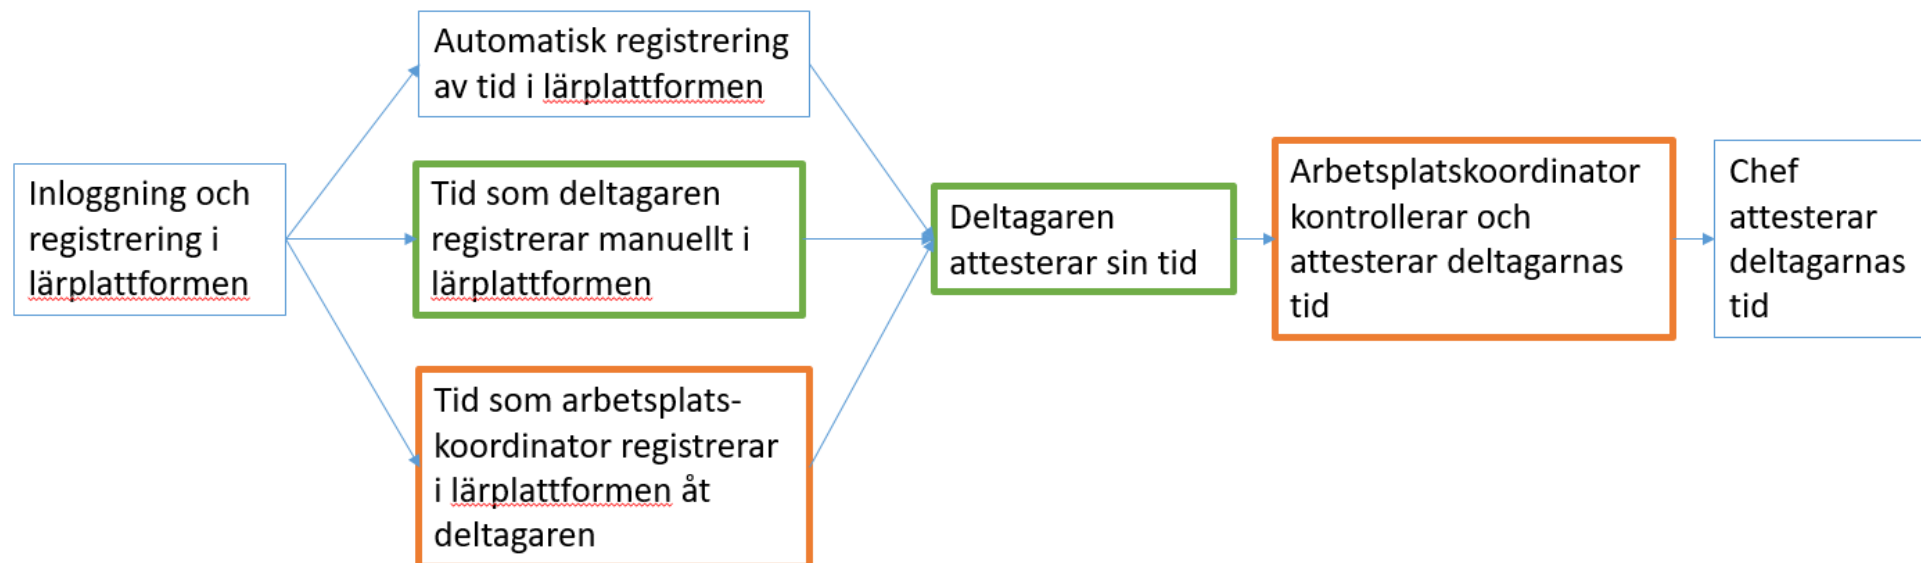 Inloggning och
registrering i
lärplattformen
Automatisk registrering
av tid i lärplattformen
Tid som deltagaren
registrerar manuellt i
lärplattformen
Tid som arbetsplats-
koordinator registrerar
i lärplattformen åt
deltagaren
Deltagaren
attesterar sin tid
Arbetsplatskoordinator
kontrollerar och
attesterar deltagarnas
tid
Chef
attesterar
deltagarnas
tid